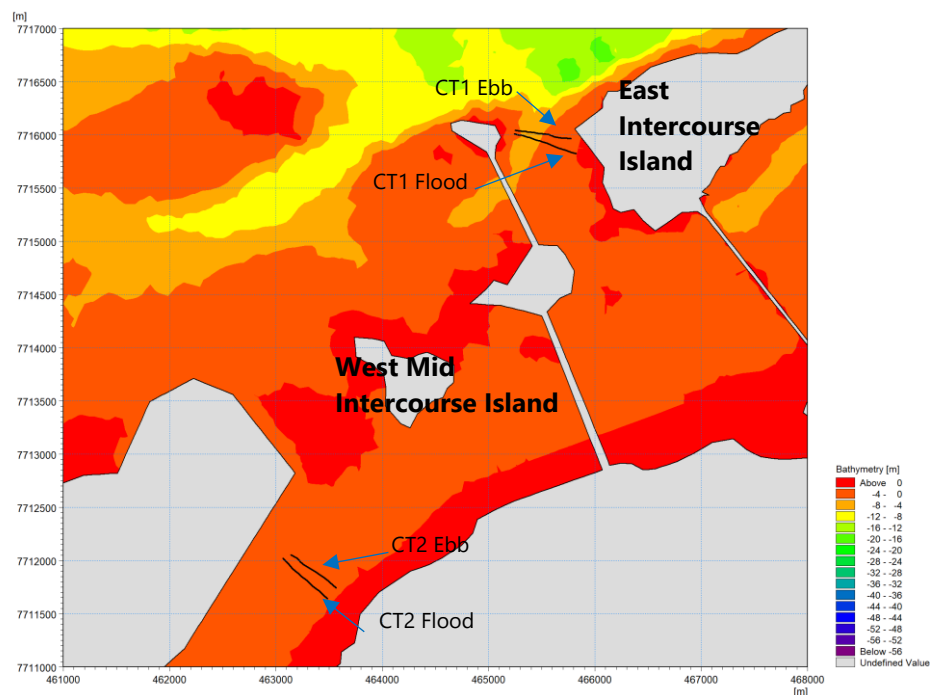 [m]
7717000
7716500
7716000
7715500
7715000
7714500
7714000
7713500
7713000
7712500
7712000
7711500
7711000
CT1 Ebb
East
Intercourse
Island
CT1 Flood
West Mid
Intercourse Island
CT2 Ebb
CT2 Flood
461000 462000 463000 464000 465000 466000 467000 468000
[m]
Bathymetry [m]
Above 0
-4 - 0
-8 - -4
-12 - -8
-16 - -12
-20 - -16
-24 - -20
-28 - -24
-32 - -28
-36 - -32
-40 - -36
-44 - -40
-48 - -44
-52 - -48
-56 - -52
Below -56
Undefined Value